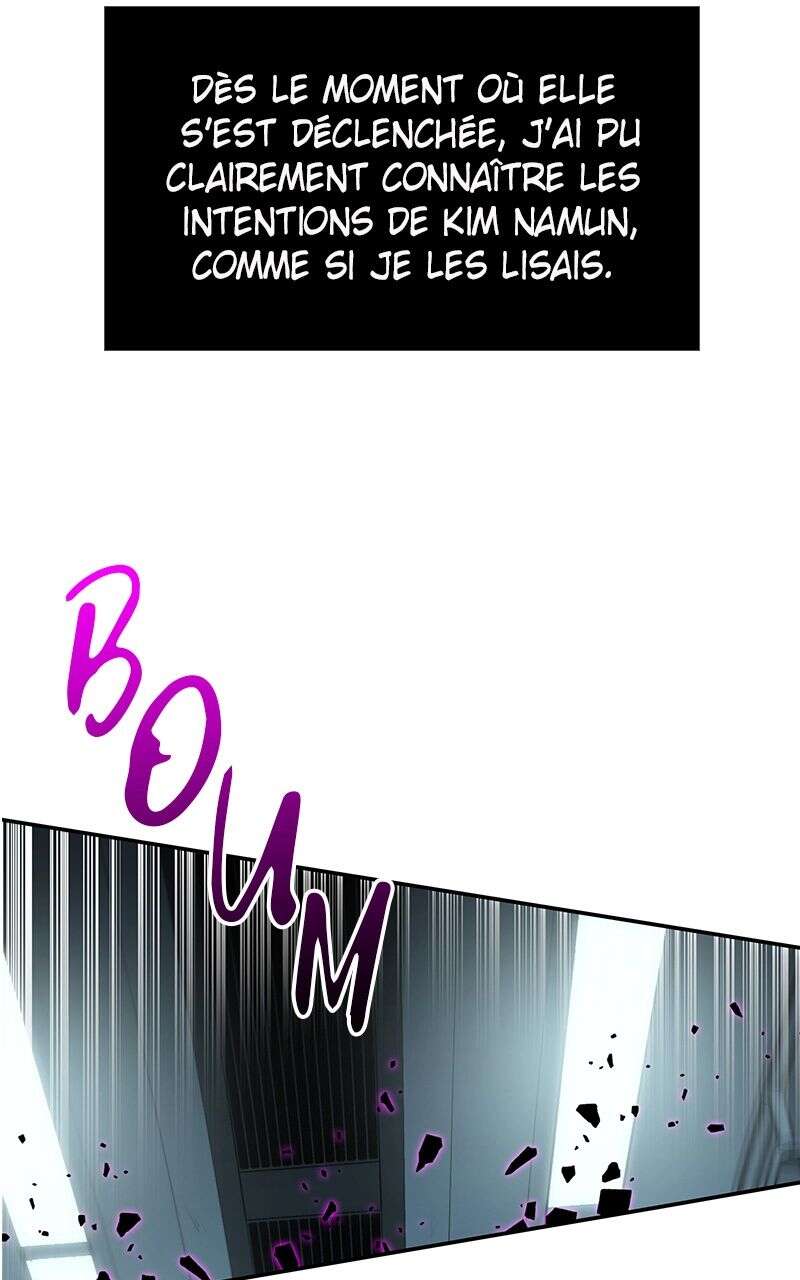 DÈS LE MOMENT OÙ ELLE
S'EST DÉCLENCHÉE, J'AI PU
CLAIREMENT CONNAÎTRE LES
INTENTIONS DE KIM NAMUN,
COMME SI JE LES LISAIS.
BOUM